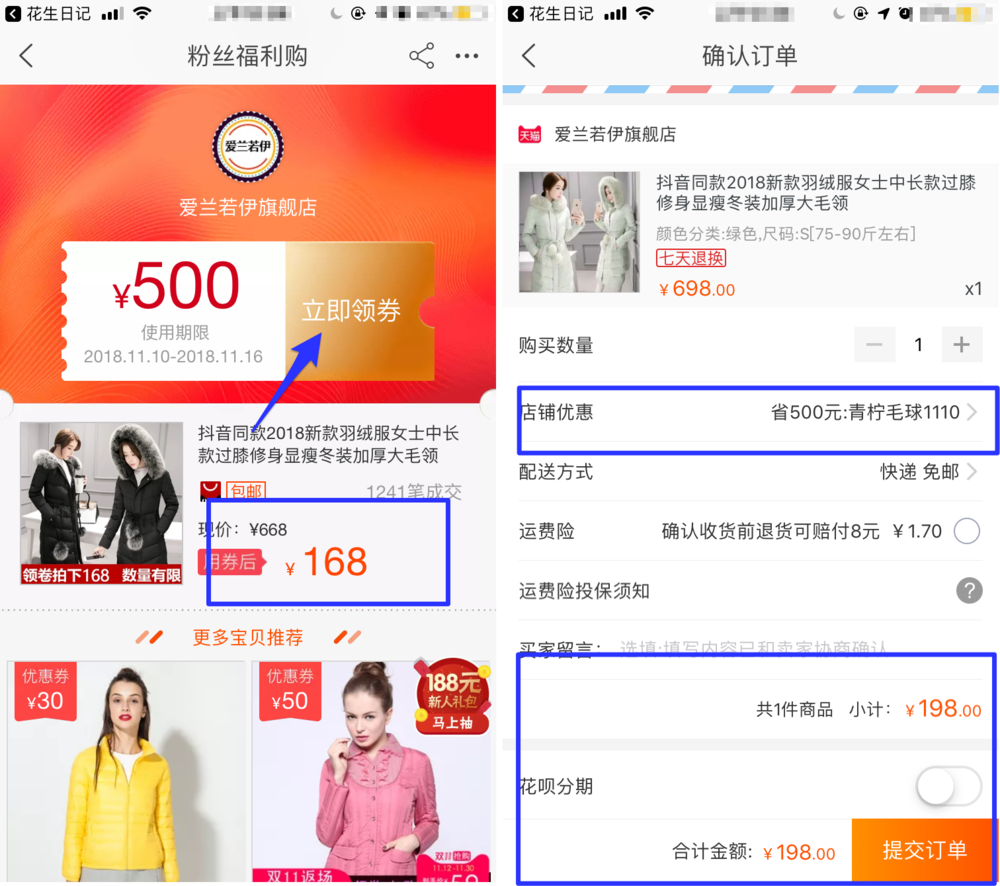 花生日记
粉丝福利购
爱兰若伊
爱兰若伊旗舰店
¥500
使用期限
2018.11.10-2018.11.16
立即领券
抖音同款2018新款羽绒服女士中长
款过膝修身显瘦冬装加厚大毛领
包邮
1241笔成交
现价：¥668
用券后
¥ 168
领卷拍下168 数量有限
更多宝贝推荐
优惠券
¥30
优惠券
¥50
188元
新人礼包
马上抽
双11返场
双11抢购
11.12-11.30
花生日记
确认订单
天猫
爱兰若伊旗舰店
抖音同款2018新款羽绒服女士中长款过膝
修身显瘦冬装加厚大毛领
颜色分类:绿色,尺码:S[75-90斤左右]
七天退换
¥ 698.00
x1
购买数量
1
店铺优惠
省500元:青柠毛球1110
配送方式
快递 免邮
运费险
确认收货前退货可赔付8元 ¥ 1.70
运费险投保须知
?
买家留言：
选填:填写内容已和卖家协商确认
共1件商品 小计： ¥ 198.00
花呗分期
合计金额: ¥ 198.00
提交订单